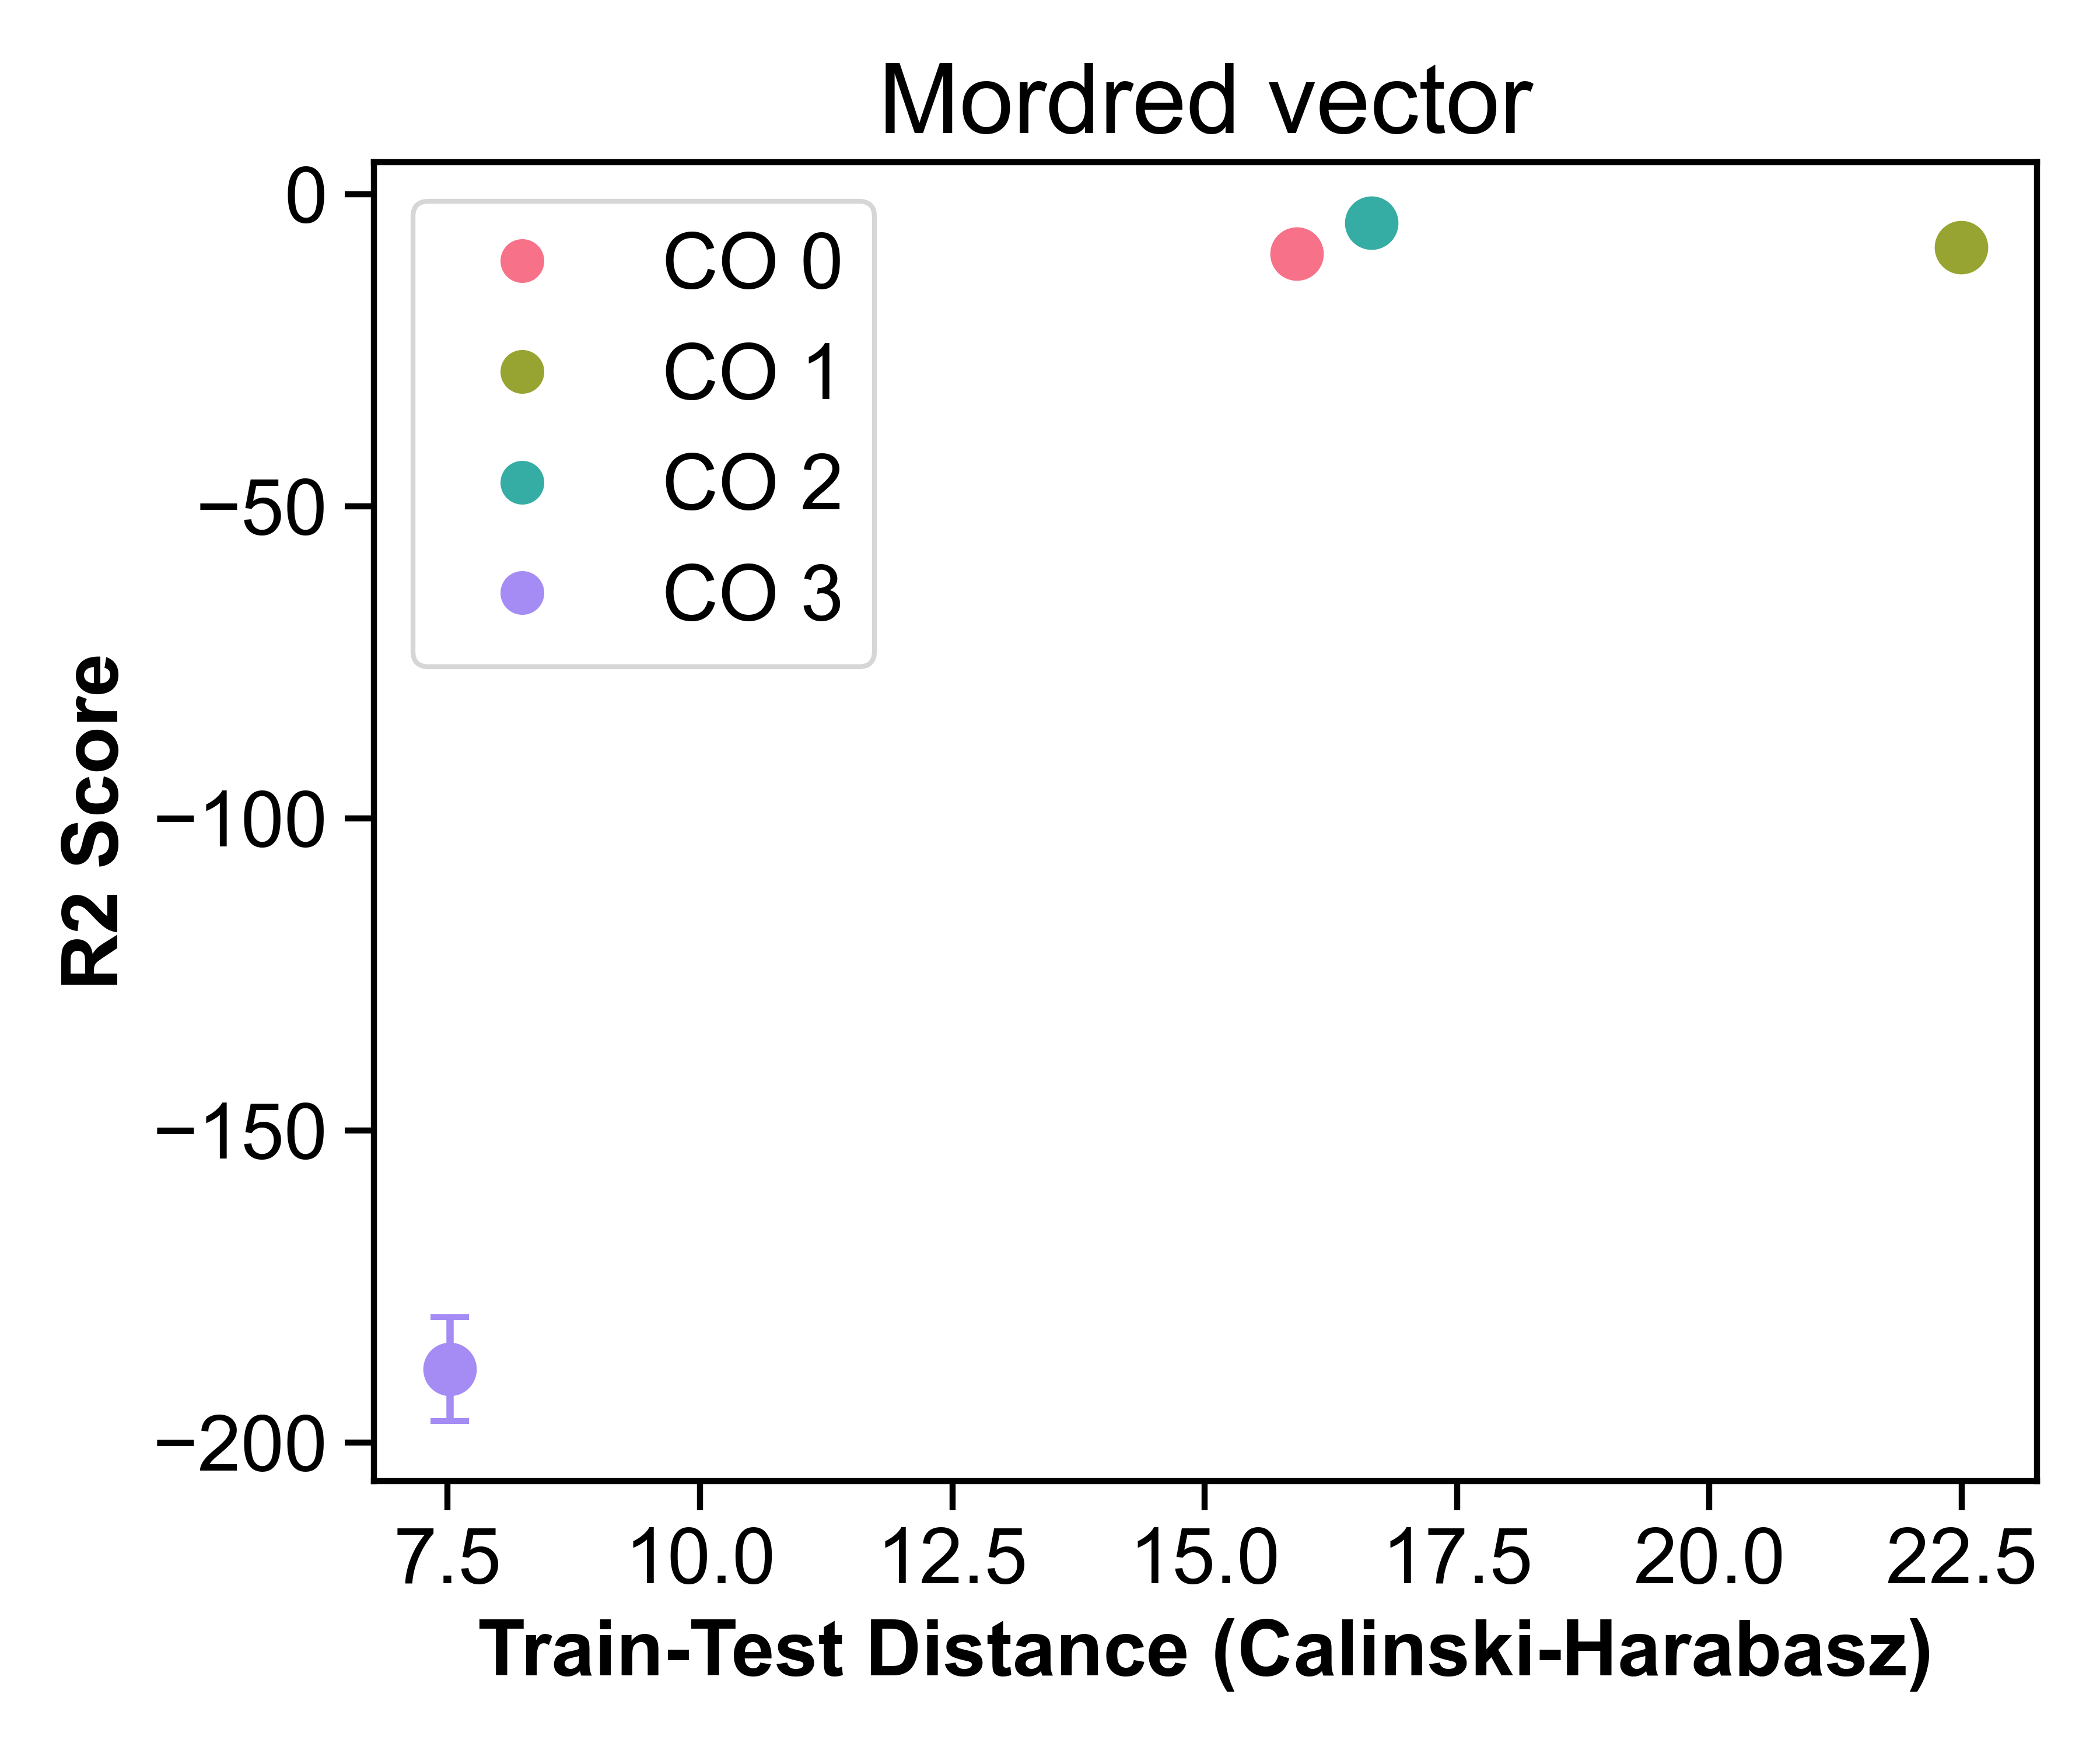 Mordred vector
0
−50
−100
−150
−200
R2 Score
CO 0
CO 1
CO 2
CO 3
7.5 10.0 12.5 15.0 17.5 20.0 22.5
Train-Test Distance (Calinski-Harabasz)